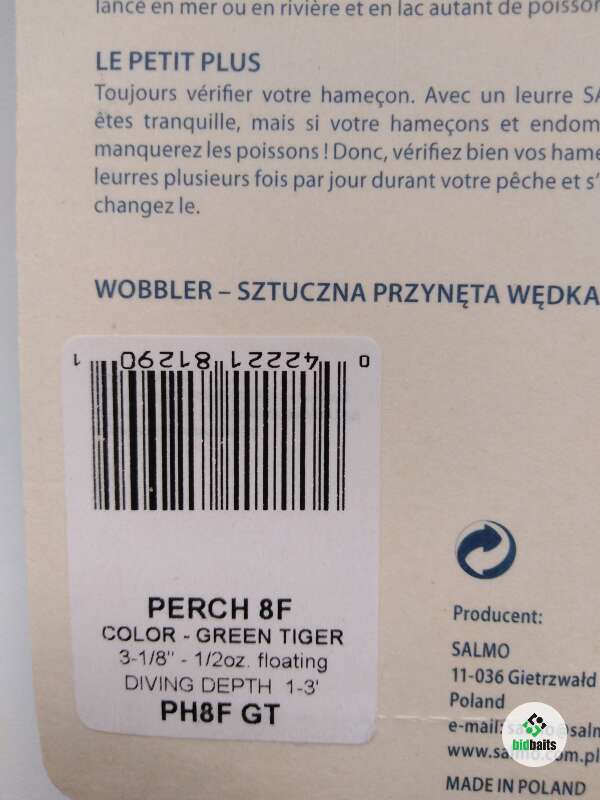 lancé en mer ou en rivière et en lac autant de poisson
LE PETIT PLUS
Toujours vérifier votre hameçon. Avec un leurre SA
êtes tranquille, mais si votre hameçons et endom
manquerez les poissons ! Donc, vérifiez bien vos hame
leurres plusieurs fois par jour durant votre pêche et s'
changez le.
WOBBLER – SZTUCZNA PRZYNĘTA WĘDKA
0 42221 81290 1
PERCH 8F
COLOR - GREEN TIGER
3-1/8" - 1/2oz. floating
DIVING DEPTH 1-3'
PH8F GT
Producent:
SALMO
11-036 Gietrzwałd
Poland
e-mail: salmo@salm
www.salmo.com.pl
MADE IN POLAND
bidbaits